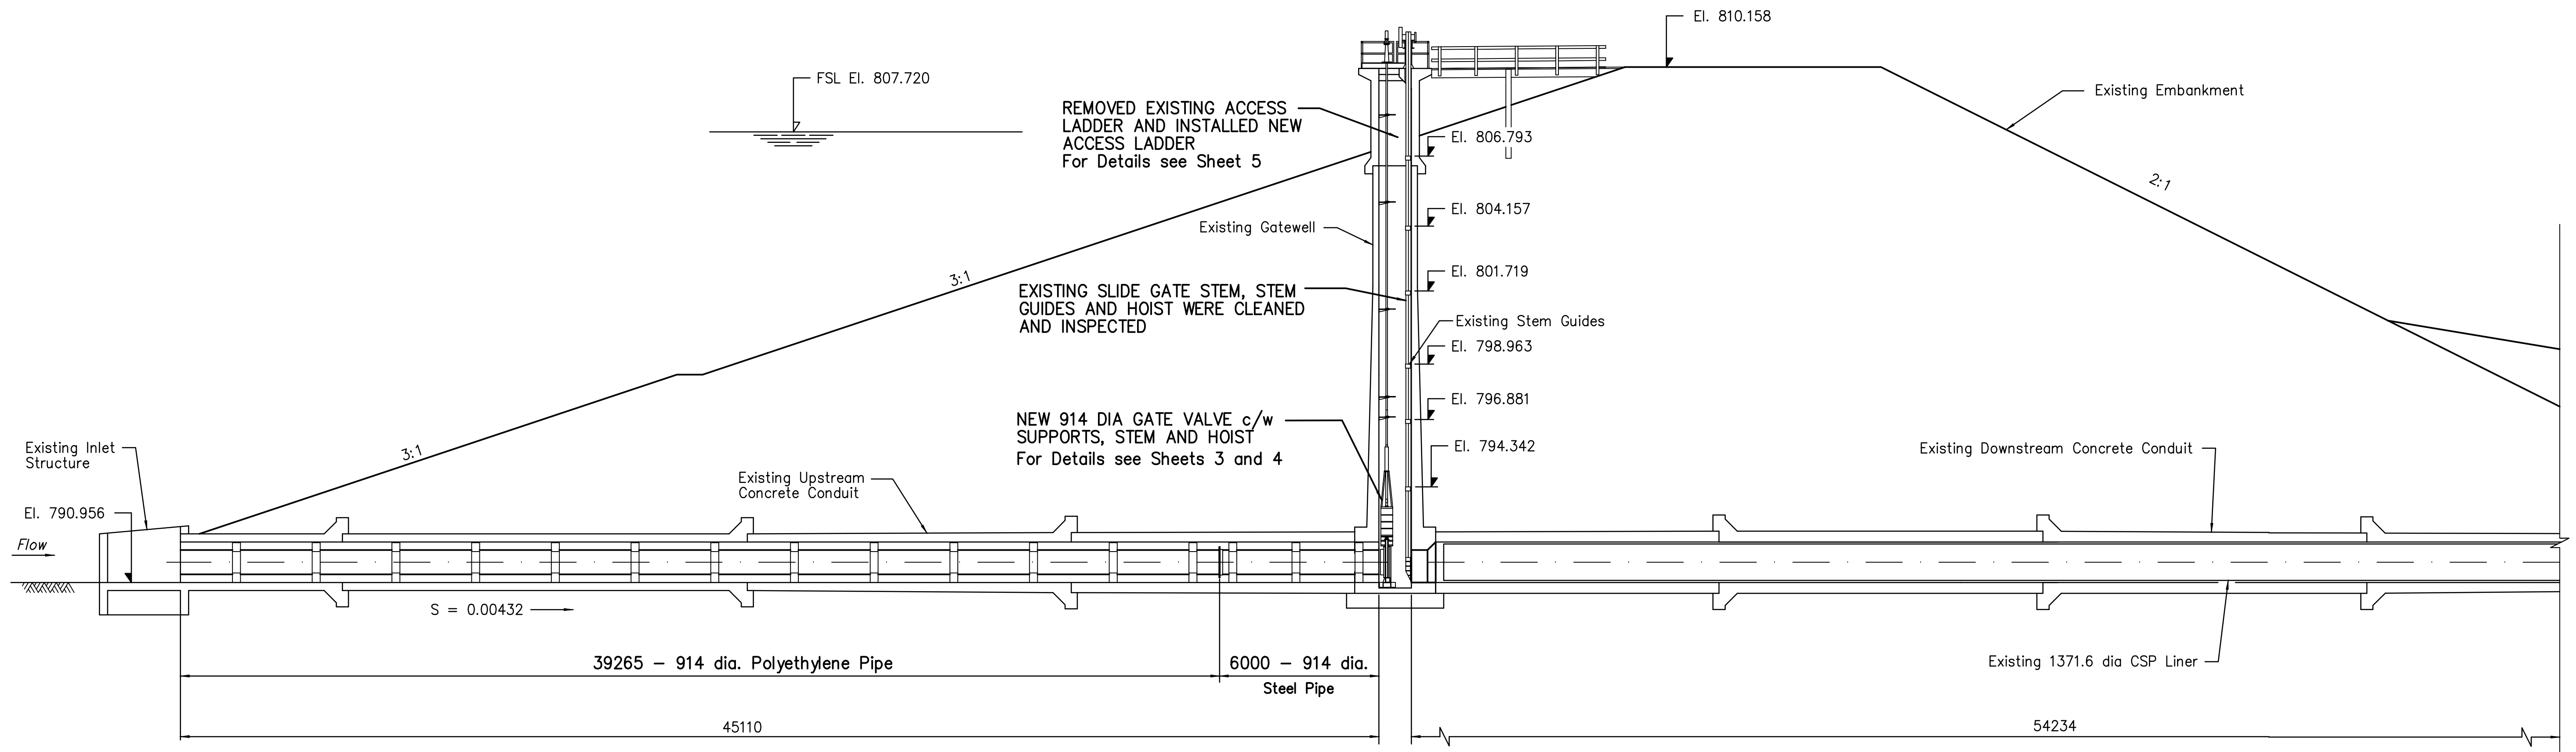 El. 810.158
FSL El. 807.720
Existing Embankment
REMOVED EXISTING ACCESS
LADDER AND INSTALLED NEW
ACCESS LADDER
For Details see Sheet 5
El. 806.793
2:1
El. 804.157
Existing Gatewell
El. 801.719
3:1
EXISTING SLIDE GATE STEM, STEM
GUIDES AND HOIST WERE CLEANED
AND INSPECTED
Existing Stem Guides
El. 798.963
El. 796.881
NEW 914 DIA GATE VALVE c/w
SUPPORTS, STEM AND HOIST
For Details see Sheets 3 and 4
El. 794.342
Existing Inlet
Structure
3:1
Existing Upstream
Concrete Conduit
Existing Downstream Concrete Conduit
El. 790.956
Flow
S = 0.00432
39265 - 914 dia. Polyethylene Pipe
6000 - 914 dia.
Steel Pipe
Existing 1371.6 dia CSP Liner
45110
54234